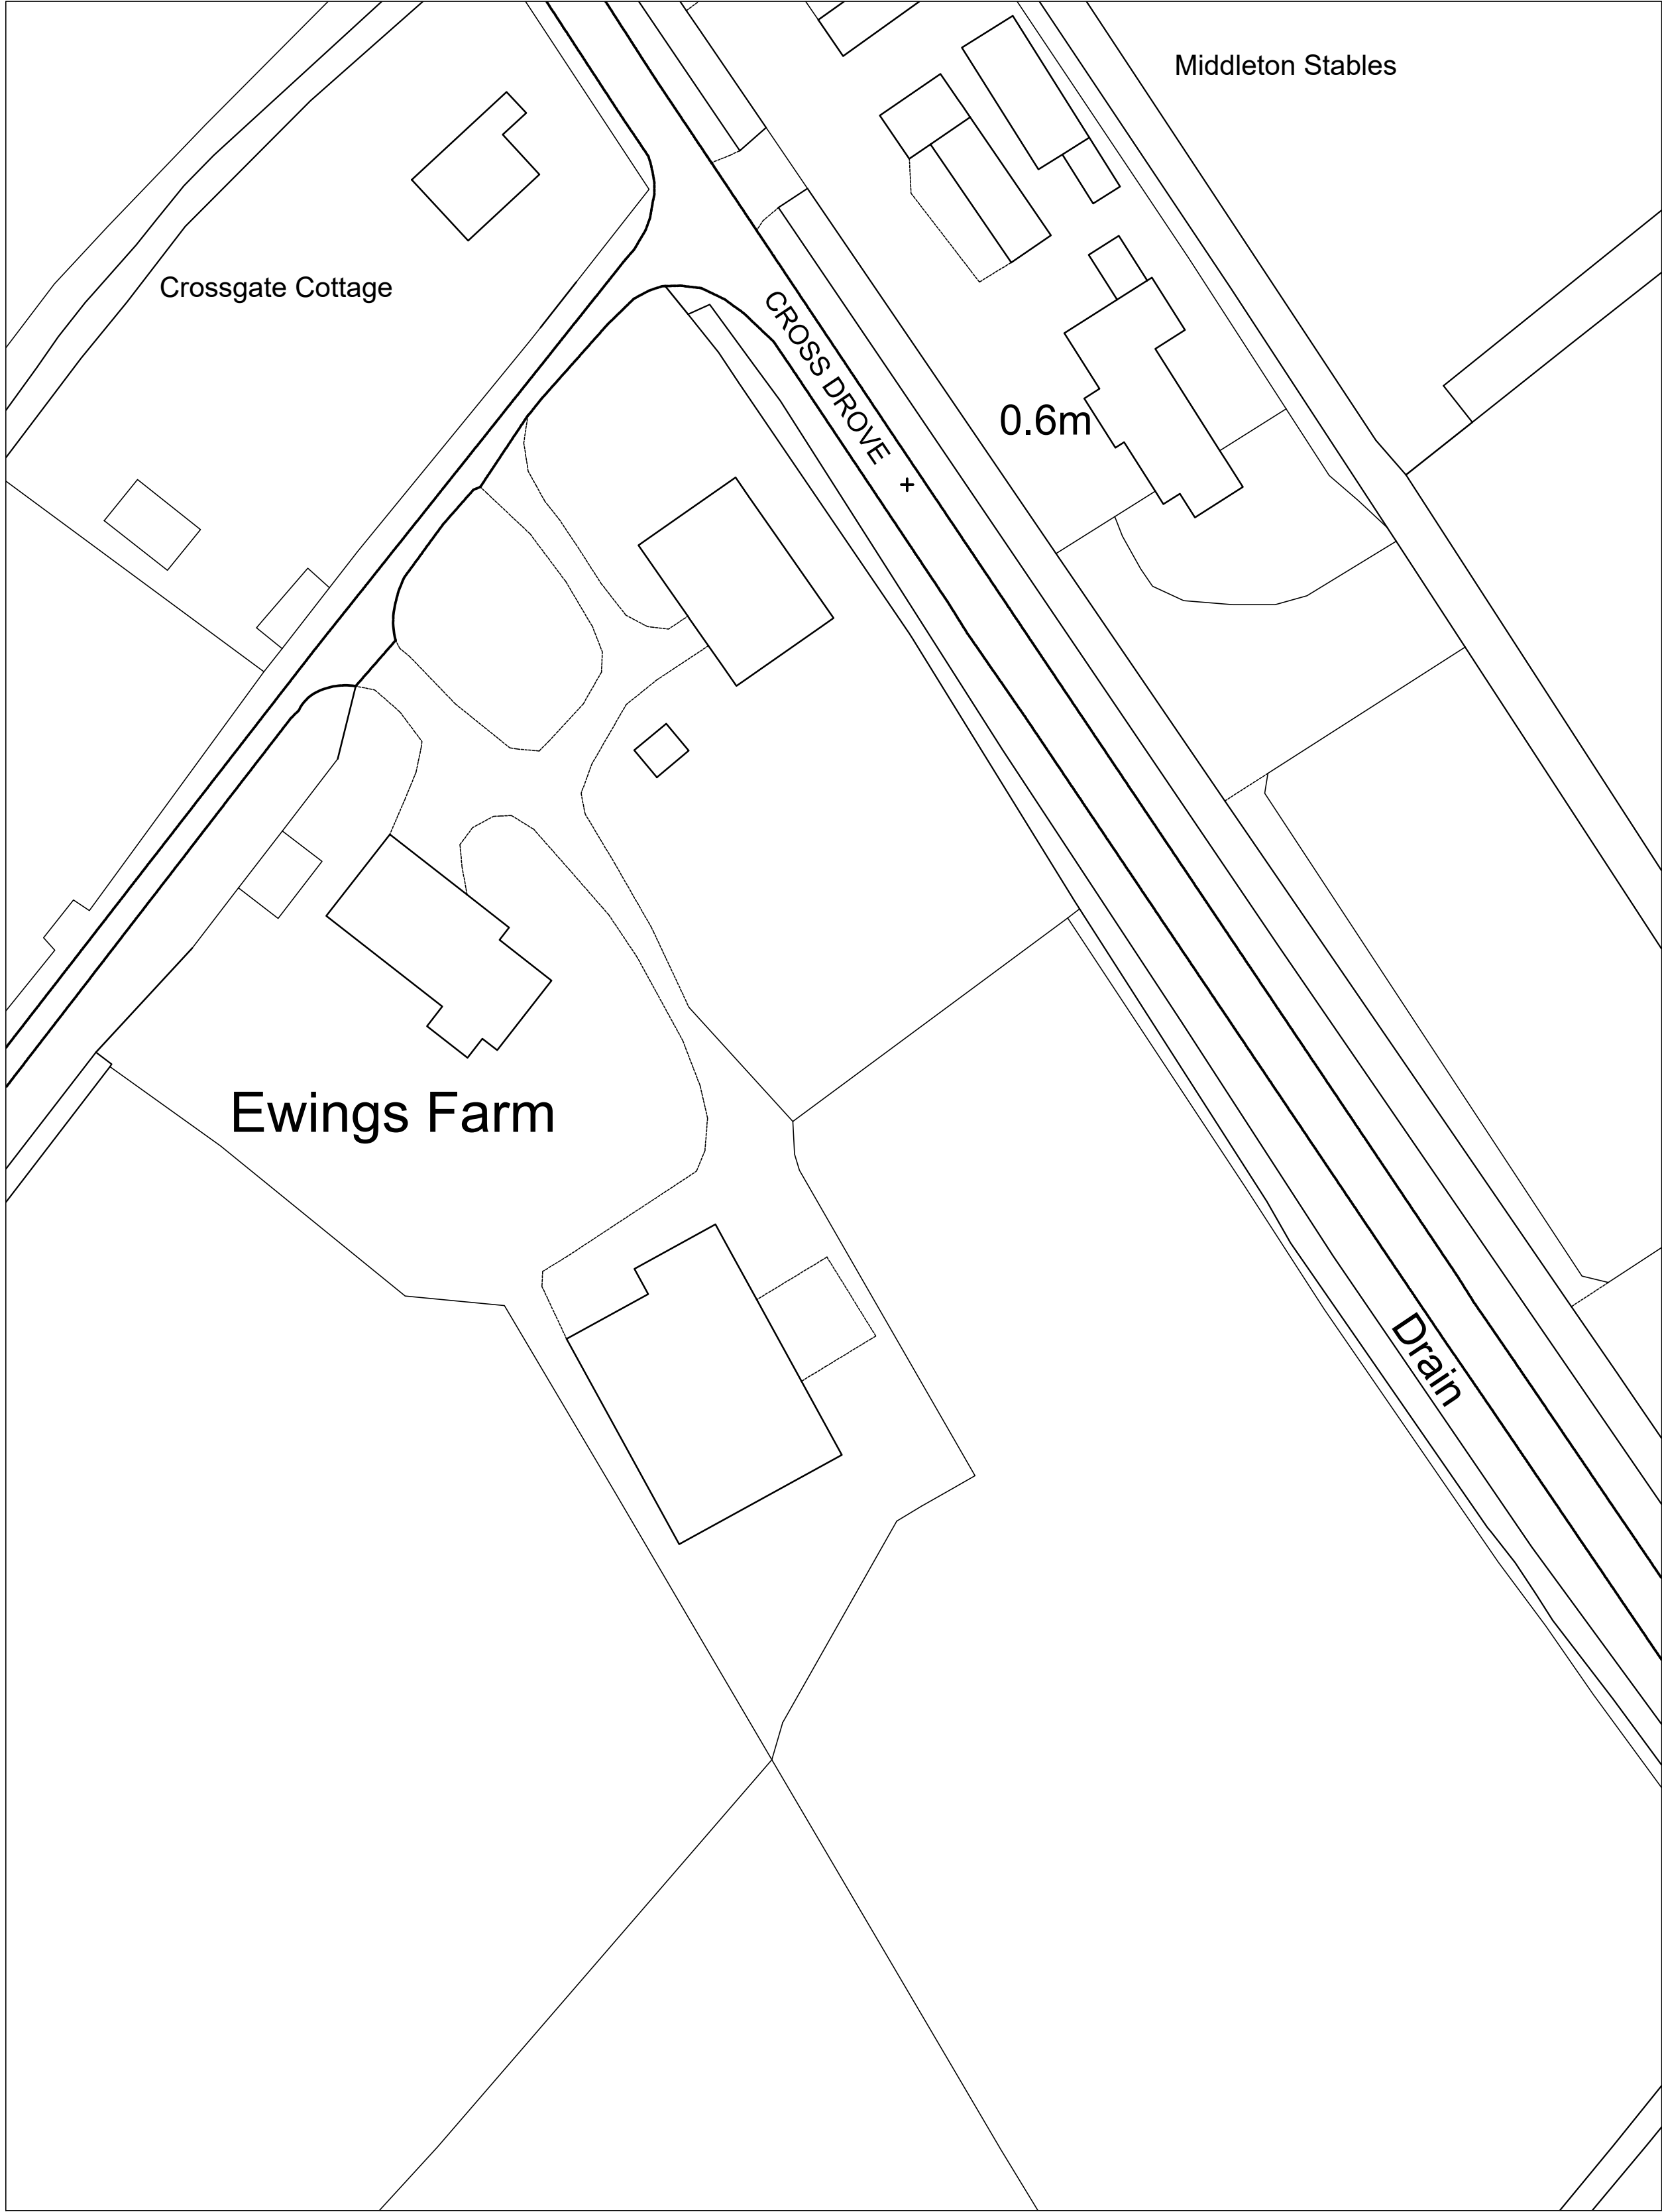 Middleton Stables
Crossgate Cottage
CROSS DROVE
0.6m
+
Ewings Farm
Drain